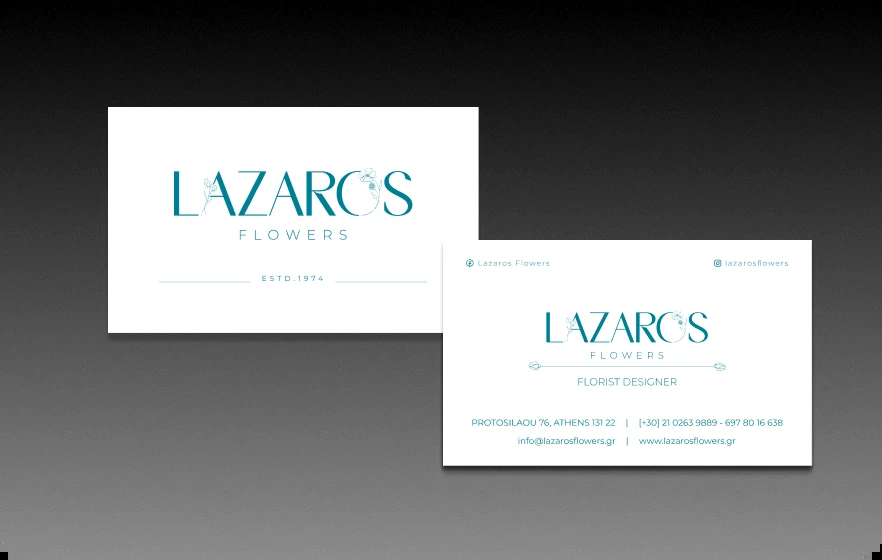 LAZAROS
FLOWERS
ESTD.1974
Lazaros Flowers
lazarosflowers
LAZAROS
FLOWERS
FLORIST DESIGNER
PROTOSILAOU 76, ATHENS 131 22 | [+30] 21 0263 9889 - 697 80 16 638
info@lazarosflowers.gr | www.lazarosflowers.gr